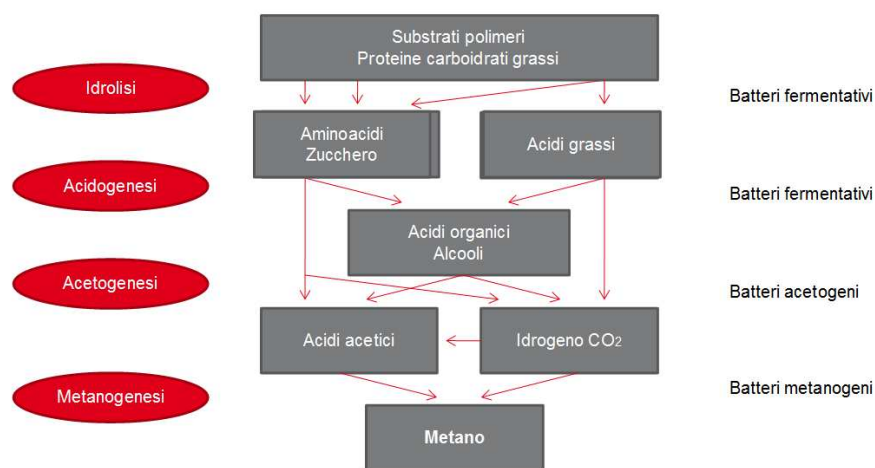 Substrati polimeri
Proteine carboidrati grassi
Idrolisi
Batteri fermentativi
Aminoacidi
Zucchero
Acidi grassi
Acidogenesi
Batteri fermentativi
Acidi organici
Alcooli
Acetogenesi
Batteri acetogeni
Acidi acetici
Idrogeno CO2
Metanogenesi
Batteri metanogeni
Metano